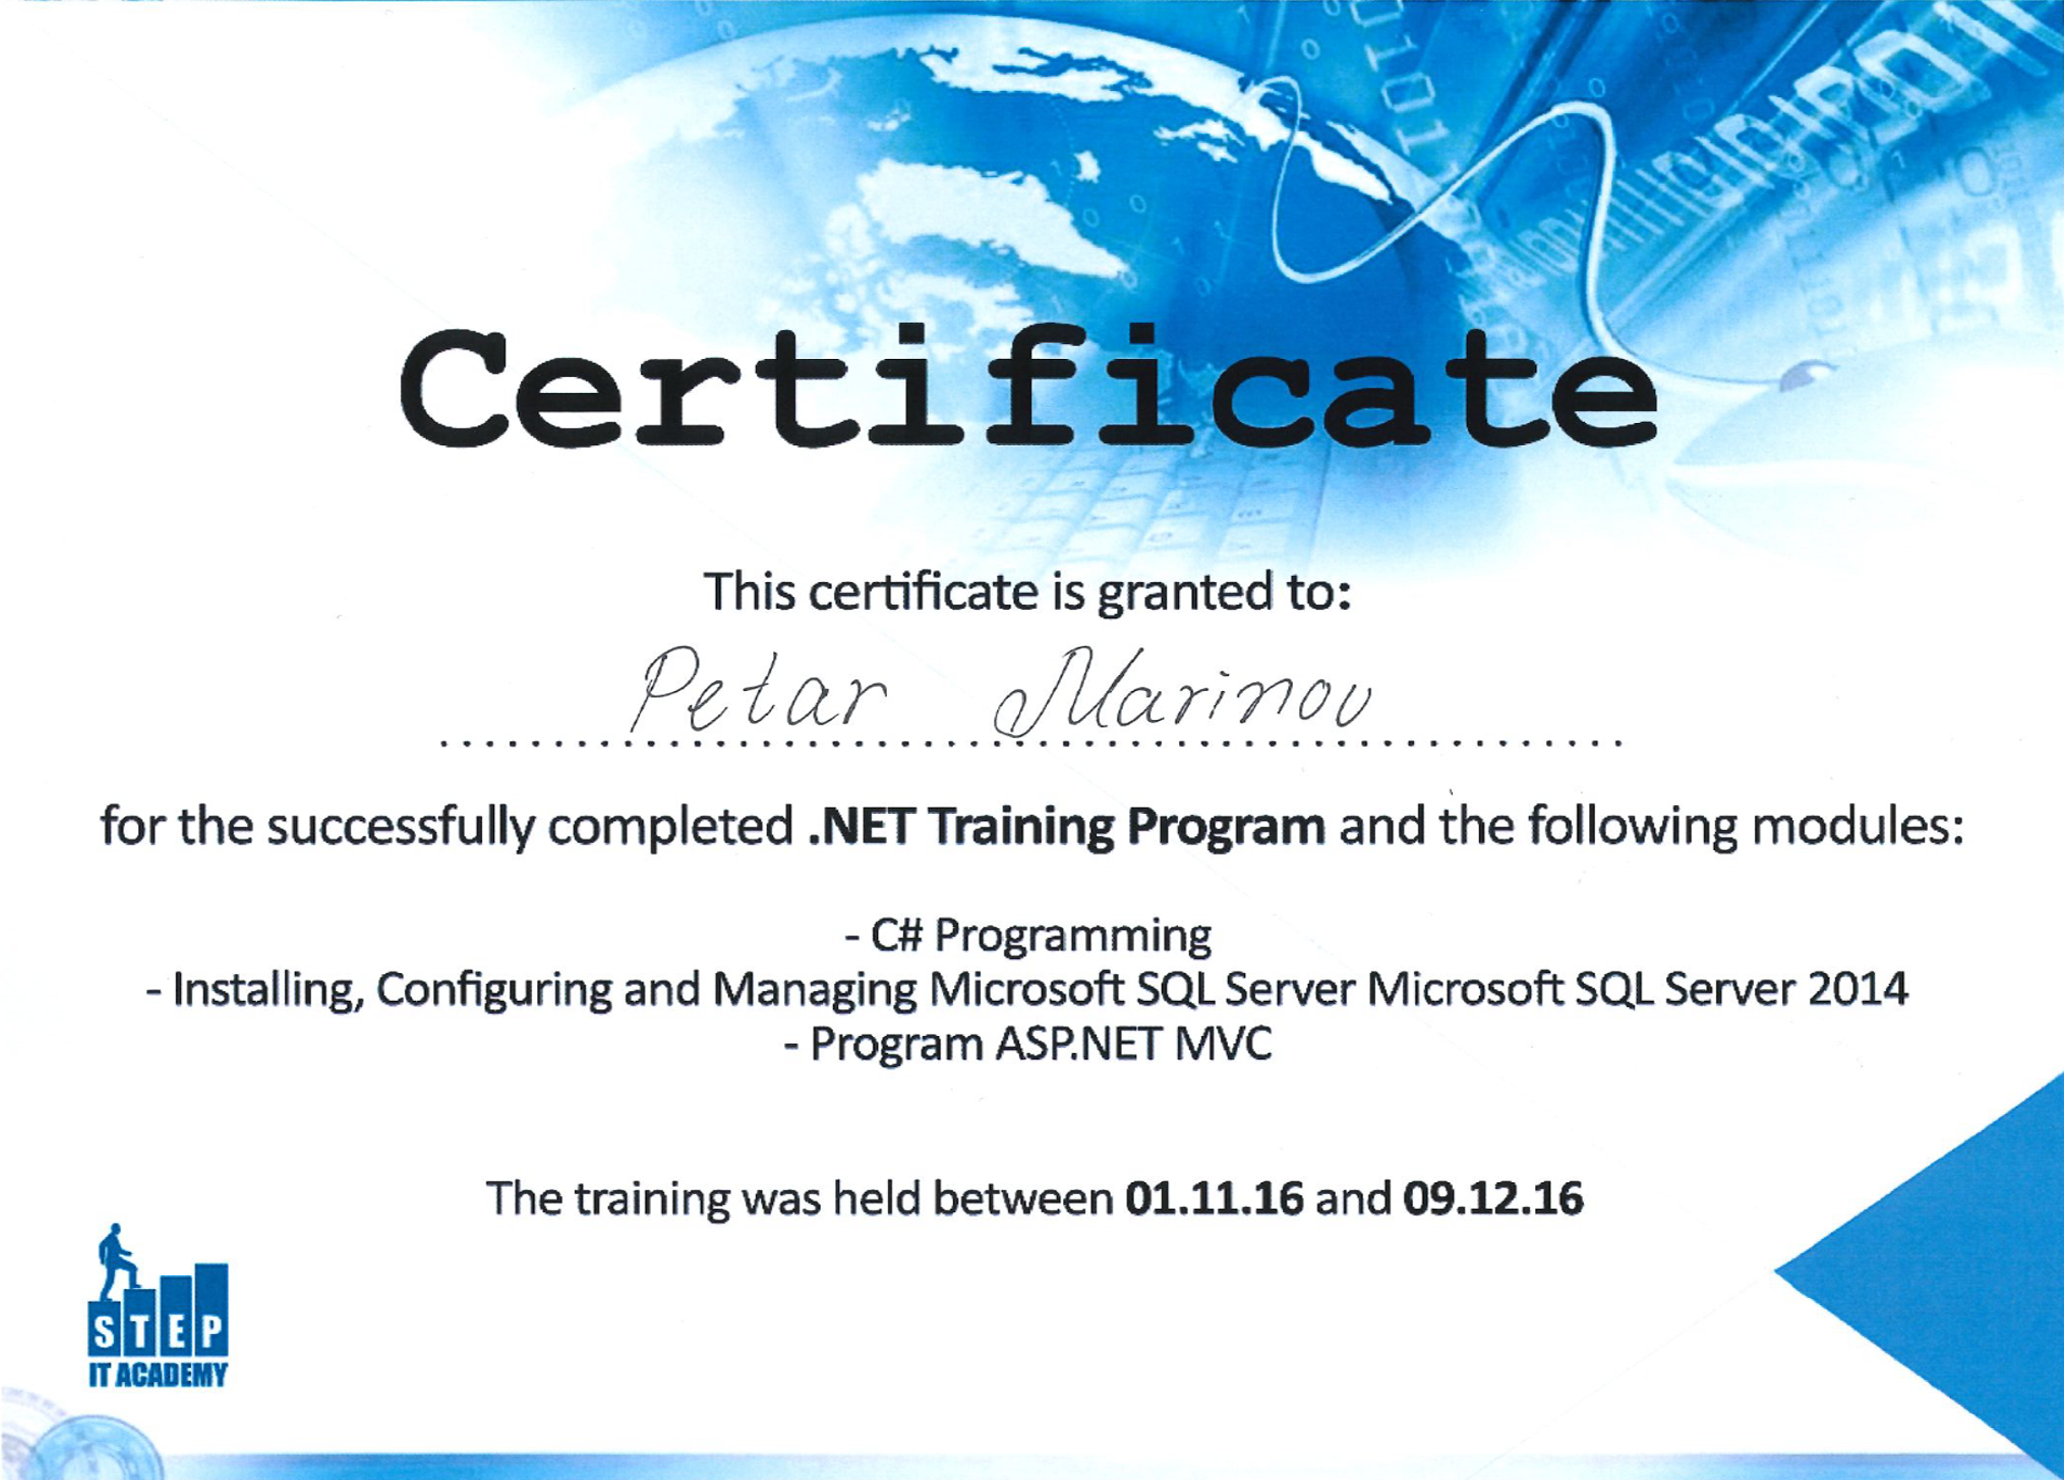 Certificate
This certificate is granted to:
Petar Marinov
for the successfully completed .NET Training Program and the following modules:
- C# Programming
- Installing, Configuring and Managing Microsoft SQL Server Microsoft SQL Server 2014
- Program ASP.NET MVC
The training was held between 01.11.16 and 09.12.16
STEP
IT ACADEMY